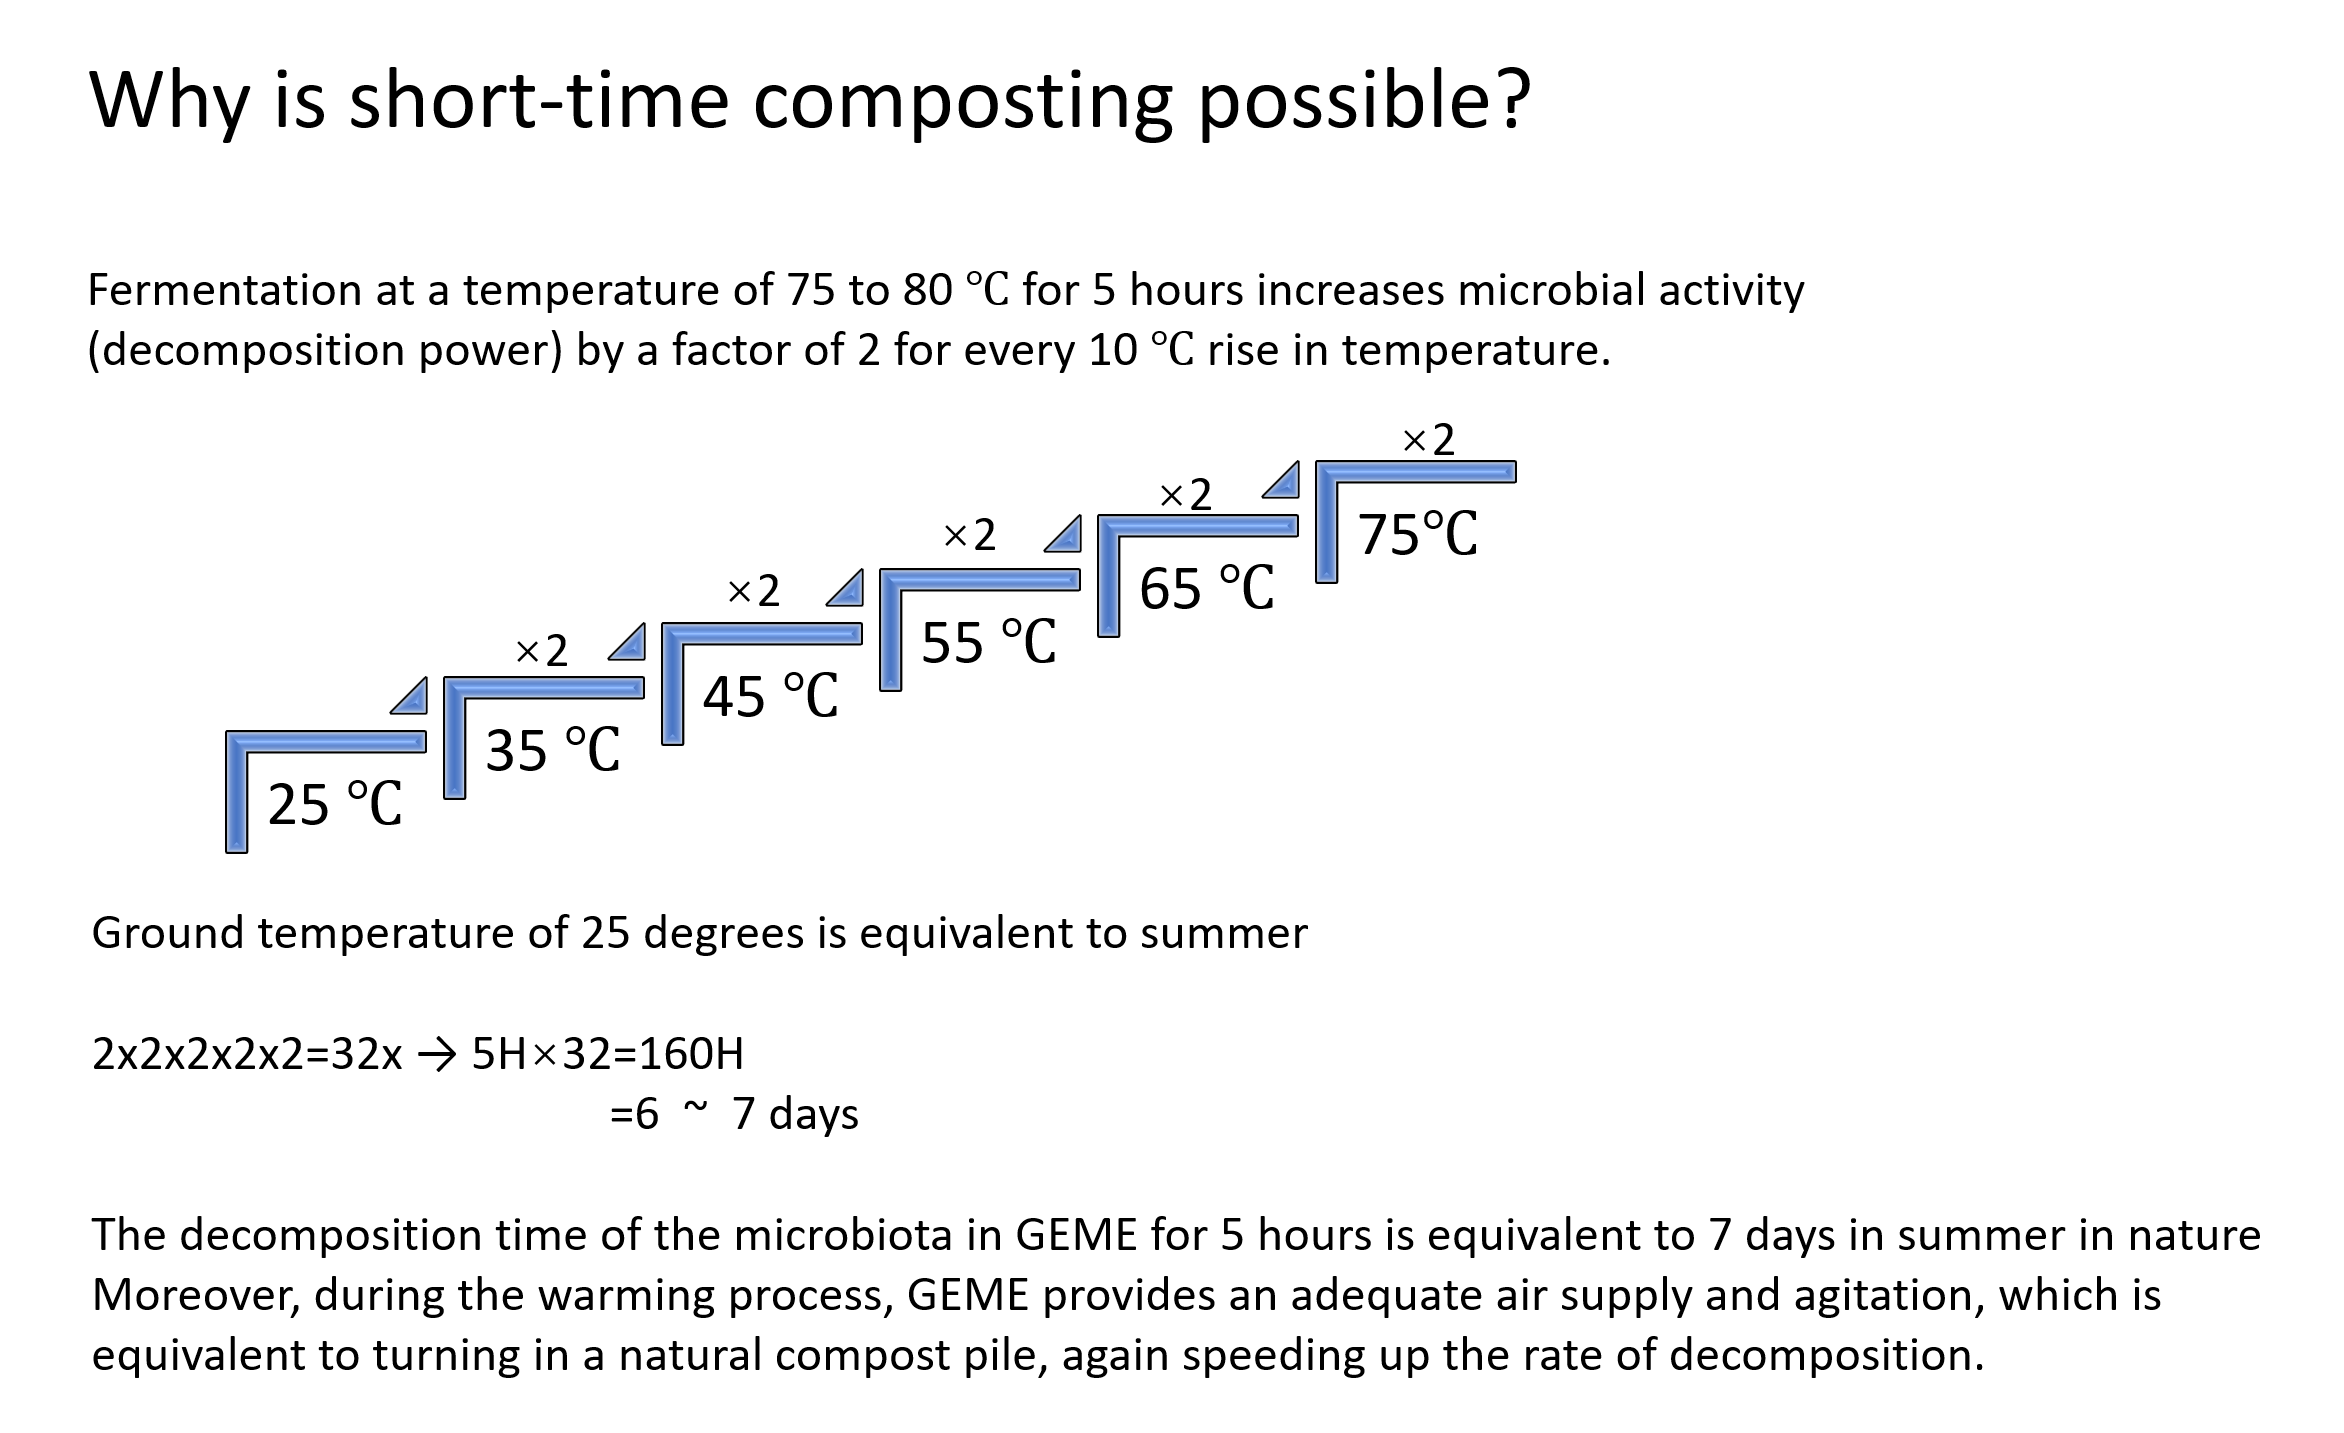 Why is short-time composting possible?
Fermentation at a temperature of 75 to 80 ℃ for 5 hours increases microbial activity
(decomposition power) by a factor of 2 for every 10 ℃ rise in temperature.
×2
×2
×2
×2
×2
75℃
65 ℃
55 ℃
45 ℃
35 ℃
25 ℃
Ground temperature of 25 degrees is equivalent to summer
2x2x2x2x2=32x → 5H×32=160H
=6 ~ 7 days
The decomposition time of the microbiota in GEME for 5 hours is equivalent to 7 days in summer in nature
Moreover, during the warming process, GEME provides an adequate air supply and agitation, which is
equivalent to turning in a natural compost pile, again speeding up the rate of decomposition.